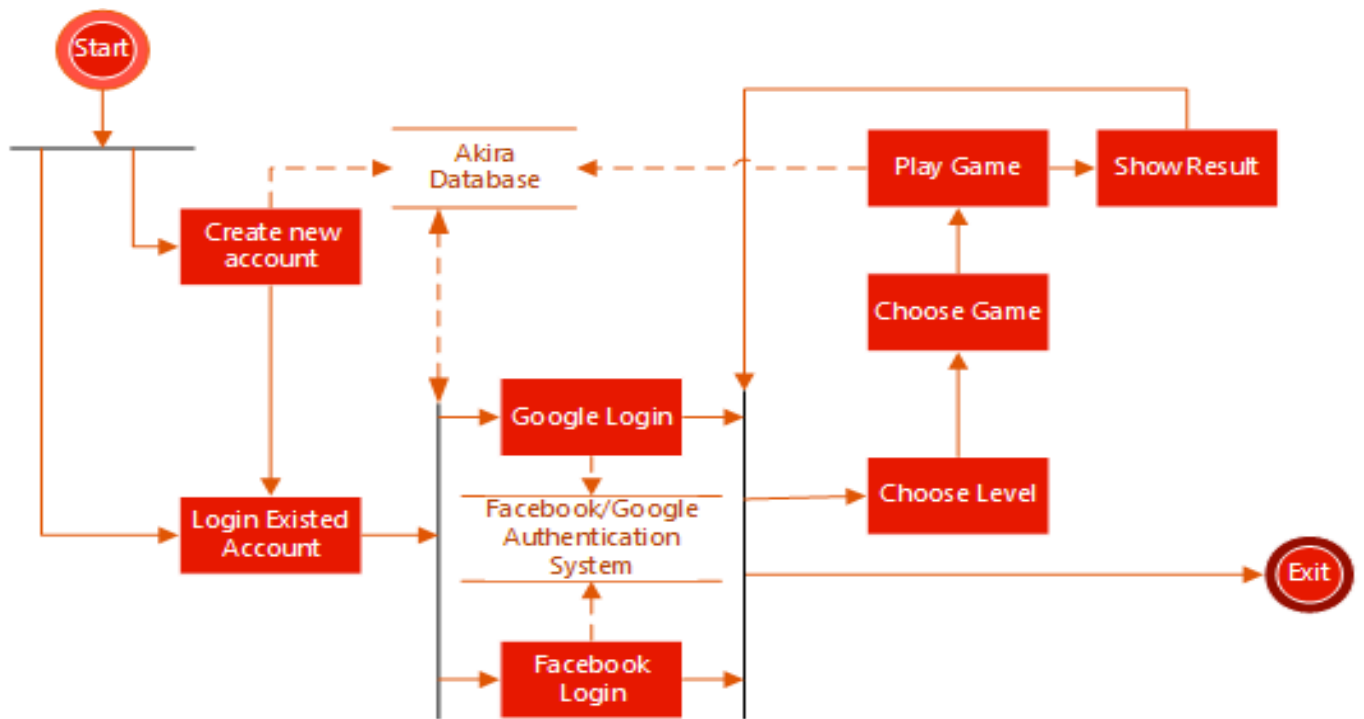 Start
Akira
Database
Play Game
Show Result
Create new
account
Choose Game
Google Login
Choose Level
Login Existed
Account
Facebook/Google
Authentication
System
Exit
Facebook
Login